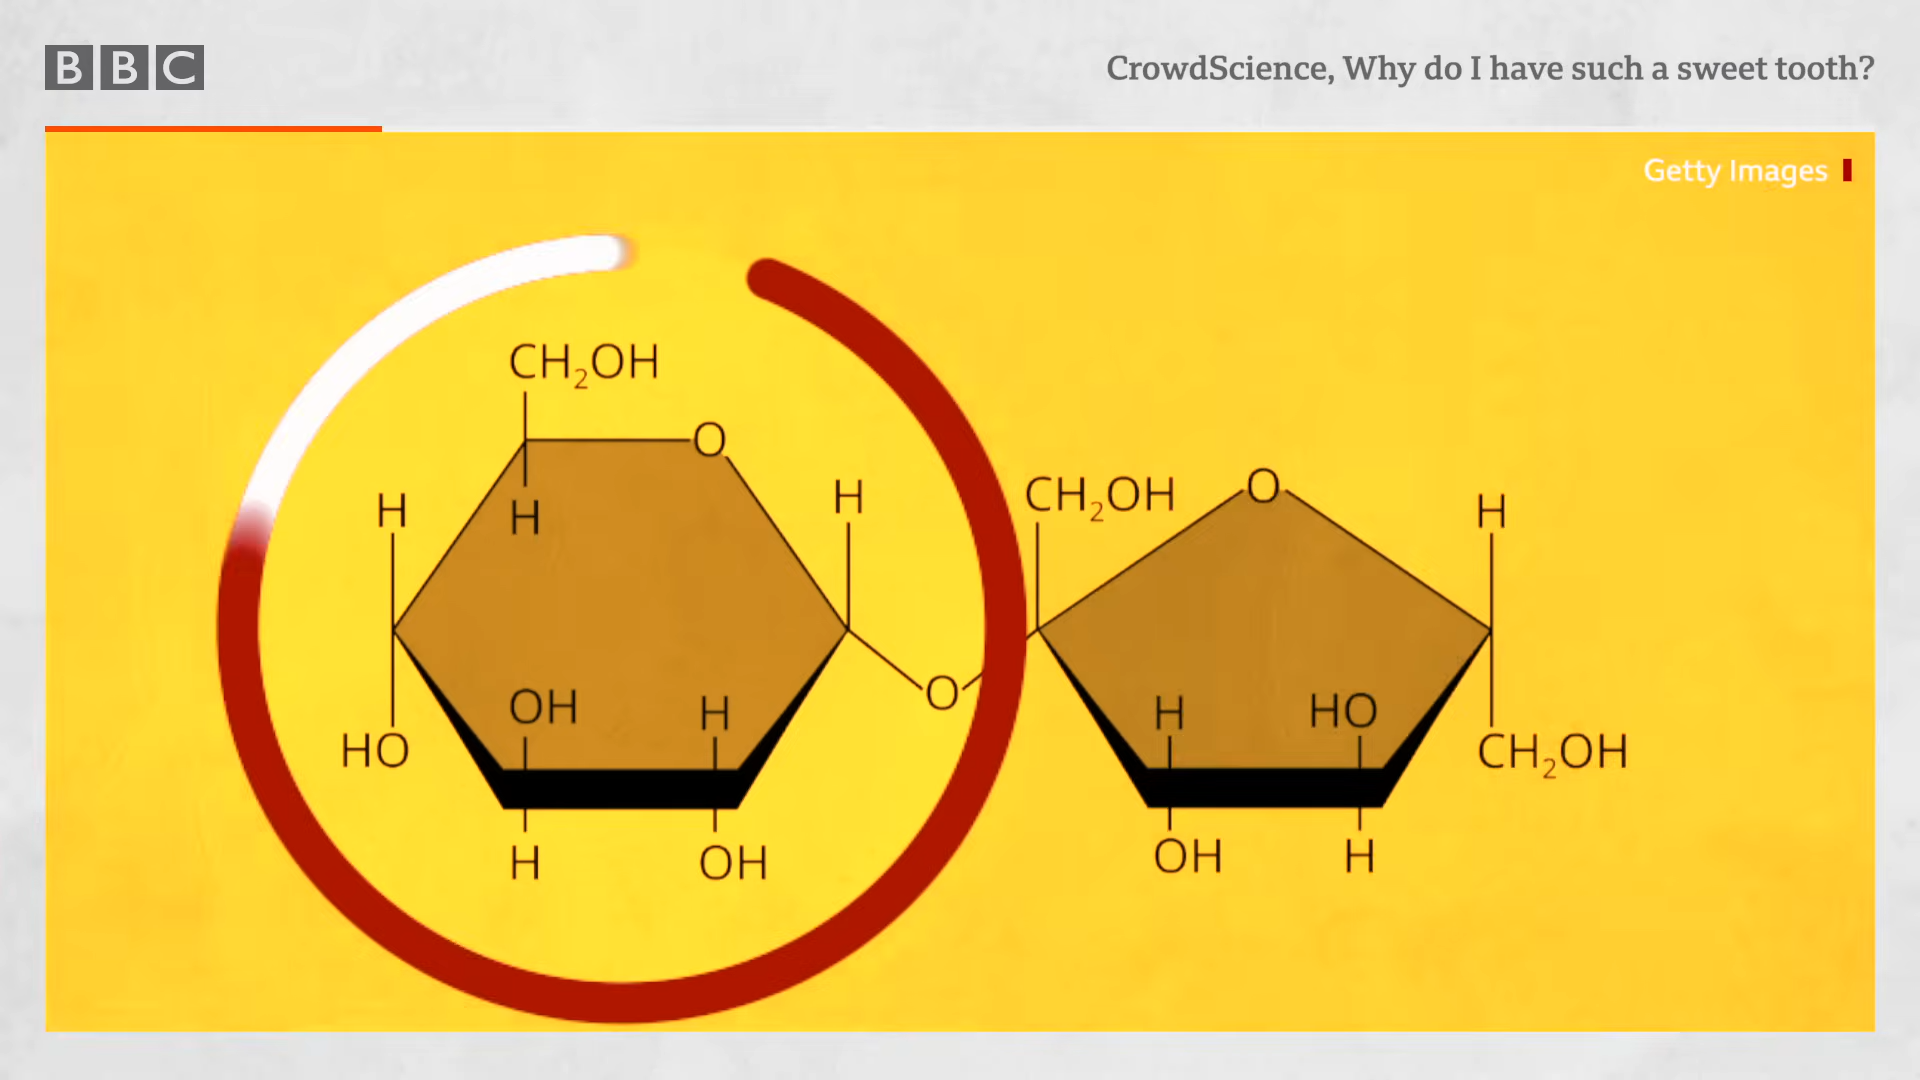 BBC
CrowdScience, Why do I have such a sweet tooth?
Getty Images
CH₂OH
O
H
H
H
CH₂OH
O
H
OH
H
O
HO
H
HO
CH₂OH
H
OH
OH
H